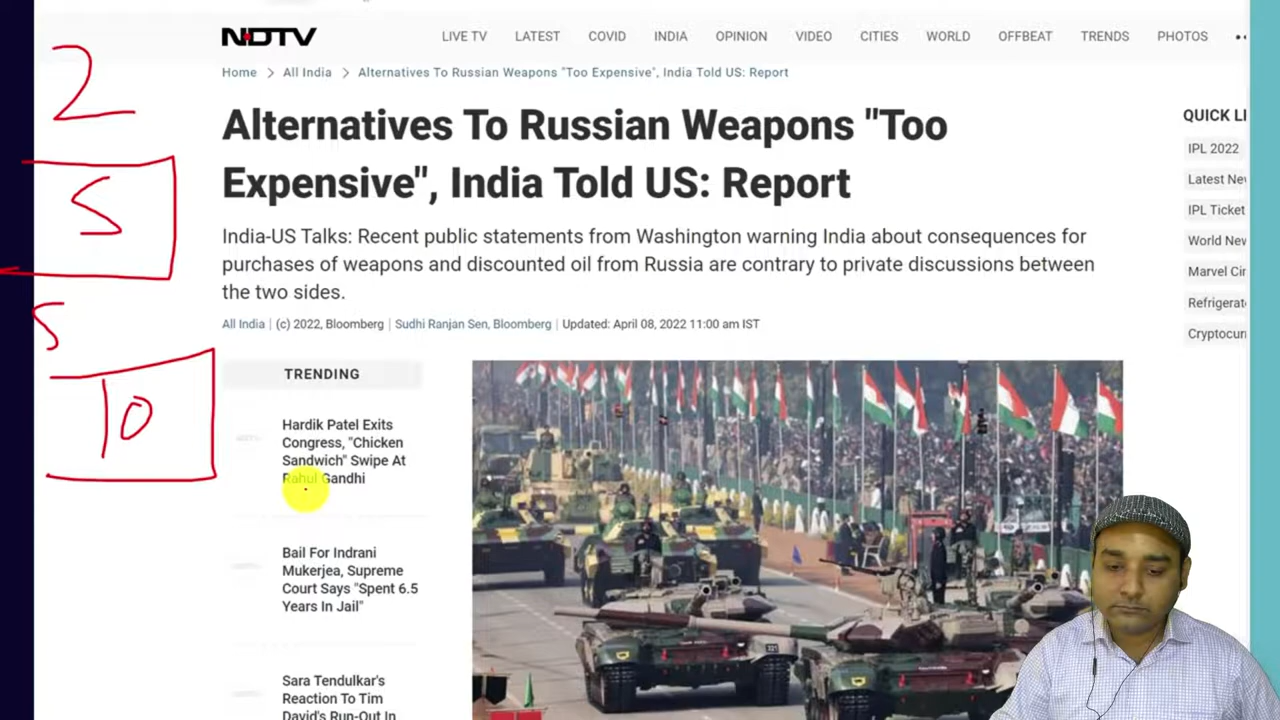 NDTV
LIVE TV LATEST COVID INDIA OPINION VIDEO CITIES WORLD OFFBEAT TRENDS PHOTOS
Home > All India > Alternatives To Russian Weapons "Too Expensive", India Told US: Report
Alternatives To Russian Weapons "Too
Expensive", India Told US: Report
India-US Talks: Recent public statements from Washington warning India about consequences for
purchases of weapons and discounted oil from Russia are contrary to private discussions between
the two sides.
All India | (c) 2022, Bloomberg | Sudhi Ranjan Sen, Bloomberg | Updated: April 08, 2022 11:00 am IST
2
5
5
10
TRENDING
Hardik Patel Exits
Congress, "Chicken
Sandwich" Swipe At
Rahul Gandhi
Bail For Indrani
Mukerjea, Supreme
Court Says "Spent 6.5
Years In Jail"
Sara Tendulkar's
Reaction To Tim
David's Run-Out In
QUICK LI
IPL 2022
Latest Nev
IPL Ticket
World Nev
Marvel Cin
Refrigerat
Cryptocurr